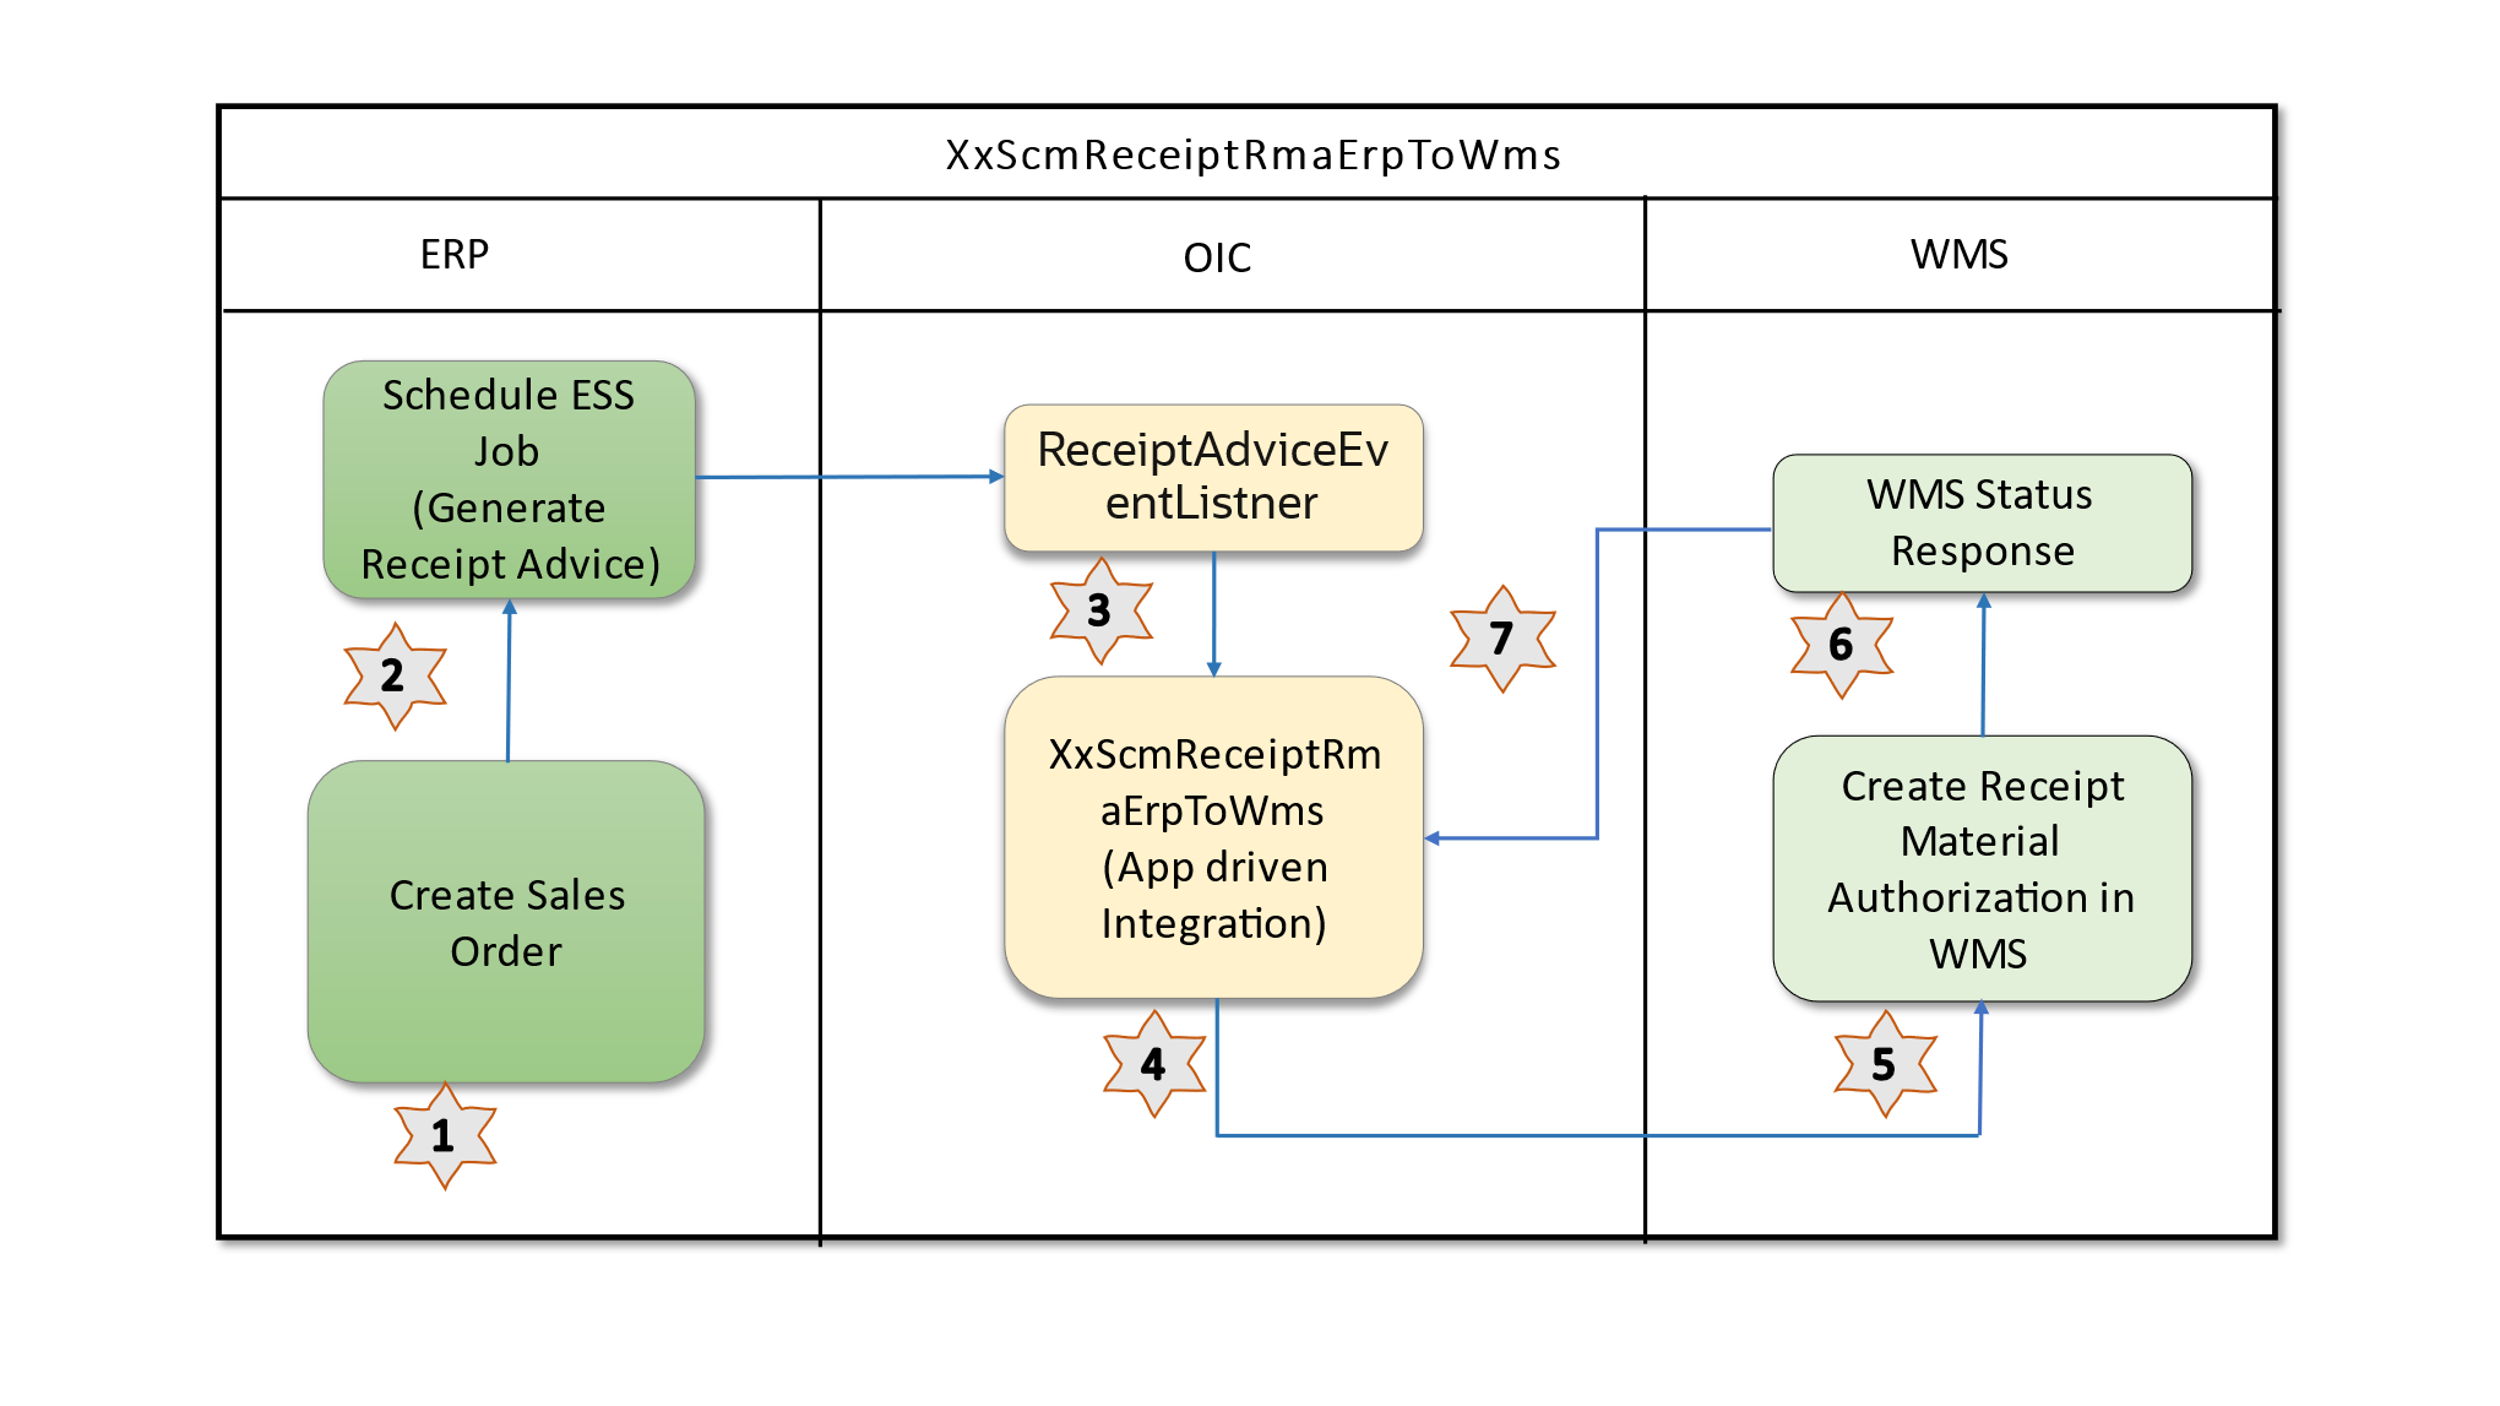 XxScmReceiptRmaErpToWms
ERP
OIC
WMS
Schedule ESS
Job
(Generate
Receipt Advice)
2
Create Sales
Order
1
ReceiptAdviceEv
entListner
3
XxScmReceiptRm
aErpToWms
(App driven
Integration)
4
7
WMS Status
Response
6
Create Receipt
Material
Authorization in
WMS
5